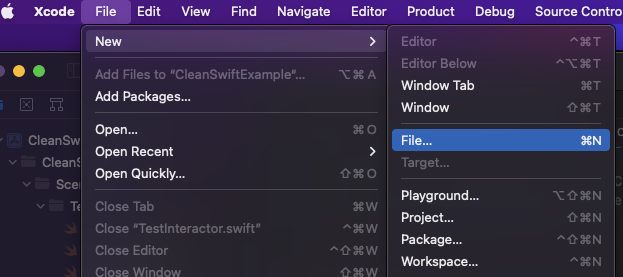 Xcode File Edit View Find Navigate Editor Product Debug Source Contro
New
Add Files to “CleanSwiftExample”... ⌥⌘A
Add Packages...
Open... ⌘O
Open Recent
Open Quickly... ⇧⌘O
Close Tab ⌘W
Close “TestInteractor.swift” ^⌘W
Close Editor ^⇧⌘W
Close Window ⇧⌘W
Editor ^⌘T
Editor Below ^⌥⌘T
Window Tab ⌘T
Window ⇧⌘T
File... ⌘N
Target...
Playground... ⌥⇧⌘N
Project... ⇧⌘N
Package... ^⇧⌘N
Workspace... ^⌘N
CleanSw
CleanS
Scen
Te